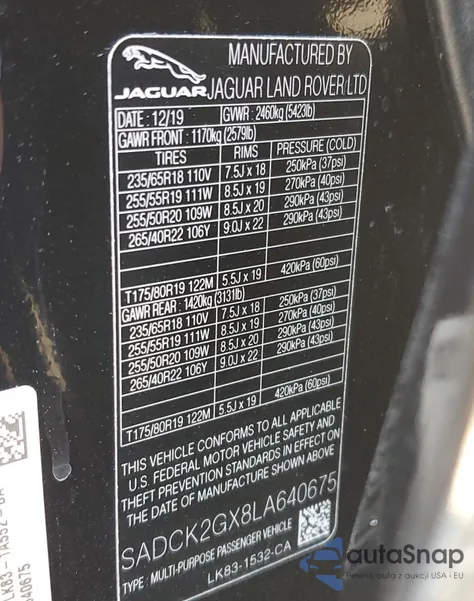 MANUFACTURED BY
JAGUAR JAGUAR LAND ROVER LTD
DATE : 12/19 GVWR : 2460kg (5423lb)
GAWR FRONT : 1170kg (2579lb)
TIRES RIMS PRESSURE (COLD)
235/65R18 110V 7.5J x 18 250kPa (37psi)
255/55R19 111W 8.5J x 19 270kPa (40psi)
255/50R20 109W 8.5J x 20 290kPa (43psi)
265/40R22 106Y 9.0J x 22 290kPa (43psi)
T175/80R19 122M 5.5J x 19 420kPa (60psi)
GAWR REAR : 1420kg (3131lb)
235/65R18 110V 7.5J x 18 250kPa (37psi)
255/55R19 111W 8.5J x 19 270kPa (40psi)
255/50R20 109W 8.5J x 20 290kPa (43psi)
265/40R22 106Y 9.0J x 22 290kPa (43psi)
T175/80R19 122M 5.5J x 19 420kPa (60psi)
THIS VEHICLE CONFORMS TO ALL APPLICABLE
U.S. FEDERAL MOTOR VEHICLE SAFETY AND
THEFT PREVENTION STANDARDS IN EFFECT ON
THE DATE OF MANUFACTURE SHOWN ABOVE
SADCK2GX8LA640675
TYPE : MULTI-PURPOSE PASSENGER VEHICLE
LK83-1532-CA
640675
autoSnap
Pewne auta z aukcji USA - EU